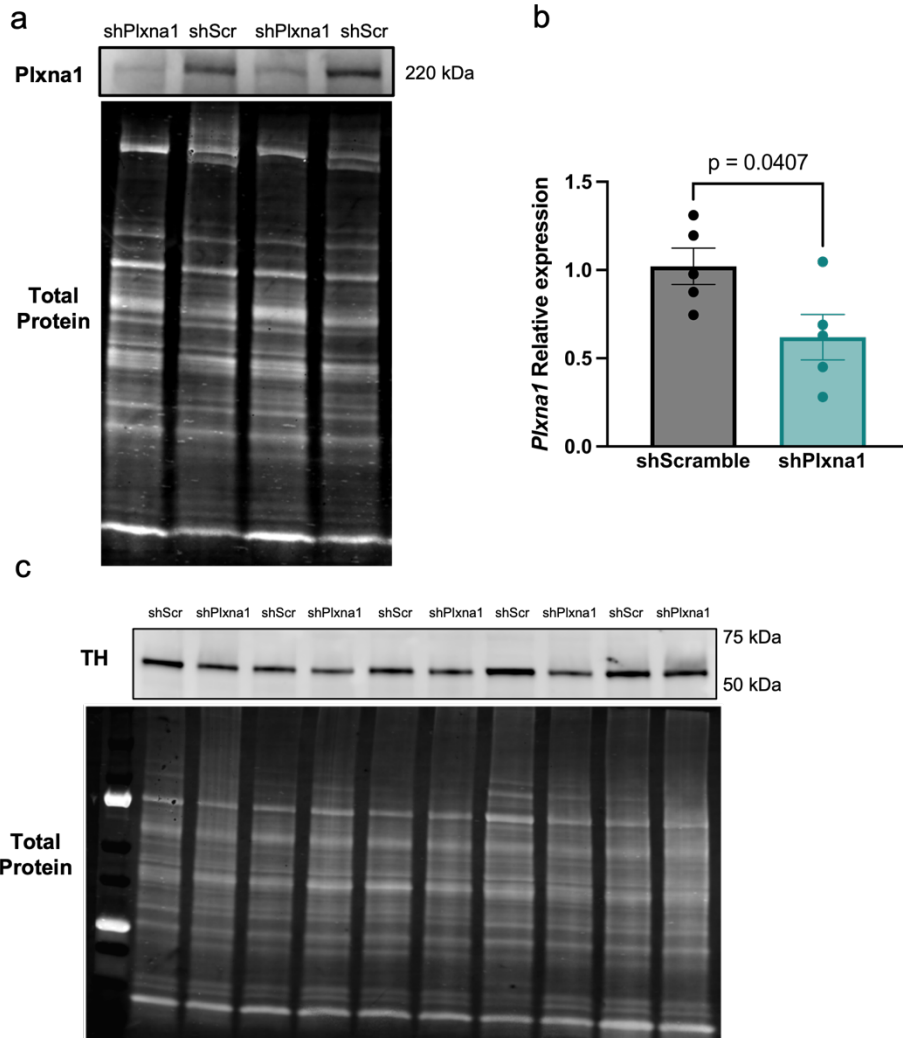 a
shPlxna1 shScr shPlxna1 shScr
Plxna1
220 kDa
Total
Protein
b
p = 0.0407
Plxna1 Relative expression
1.5
1.0
0.5
0.0
shScramble shPlxna1
c
shScr shPlxna1 shScr shPlxna1 shScr shPlxna1 shScr shPlxna1 shScr shPlxna1
TH
75 kDa
50 kDa
Total
Protein